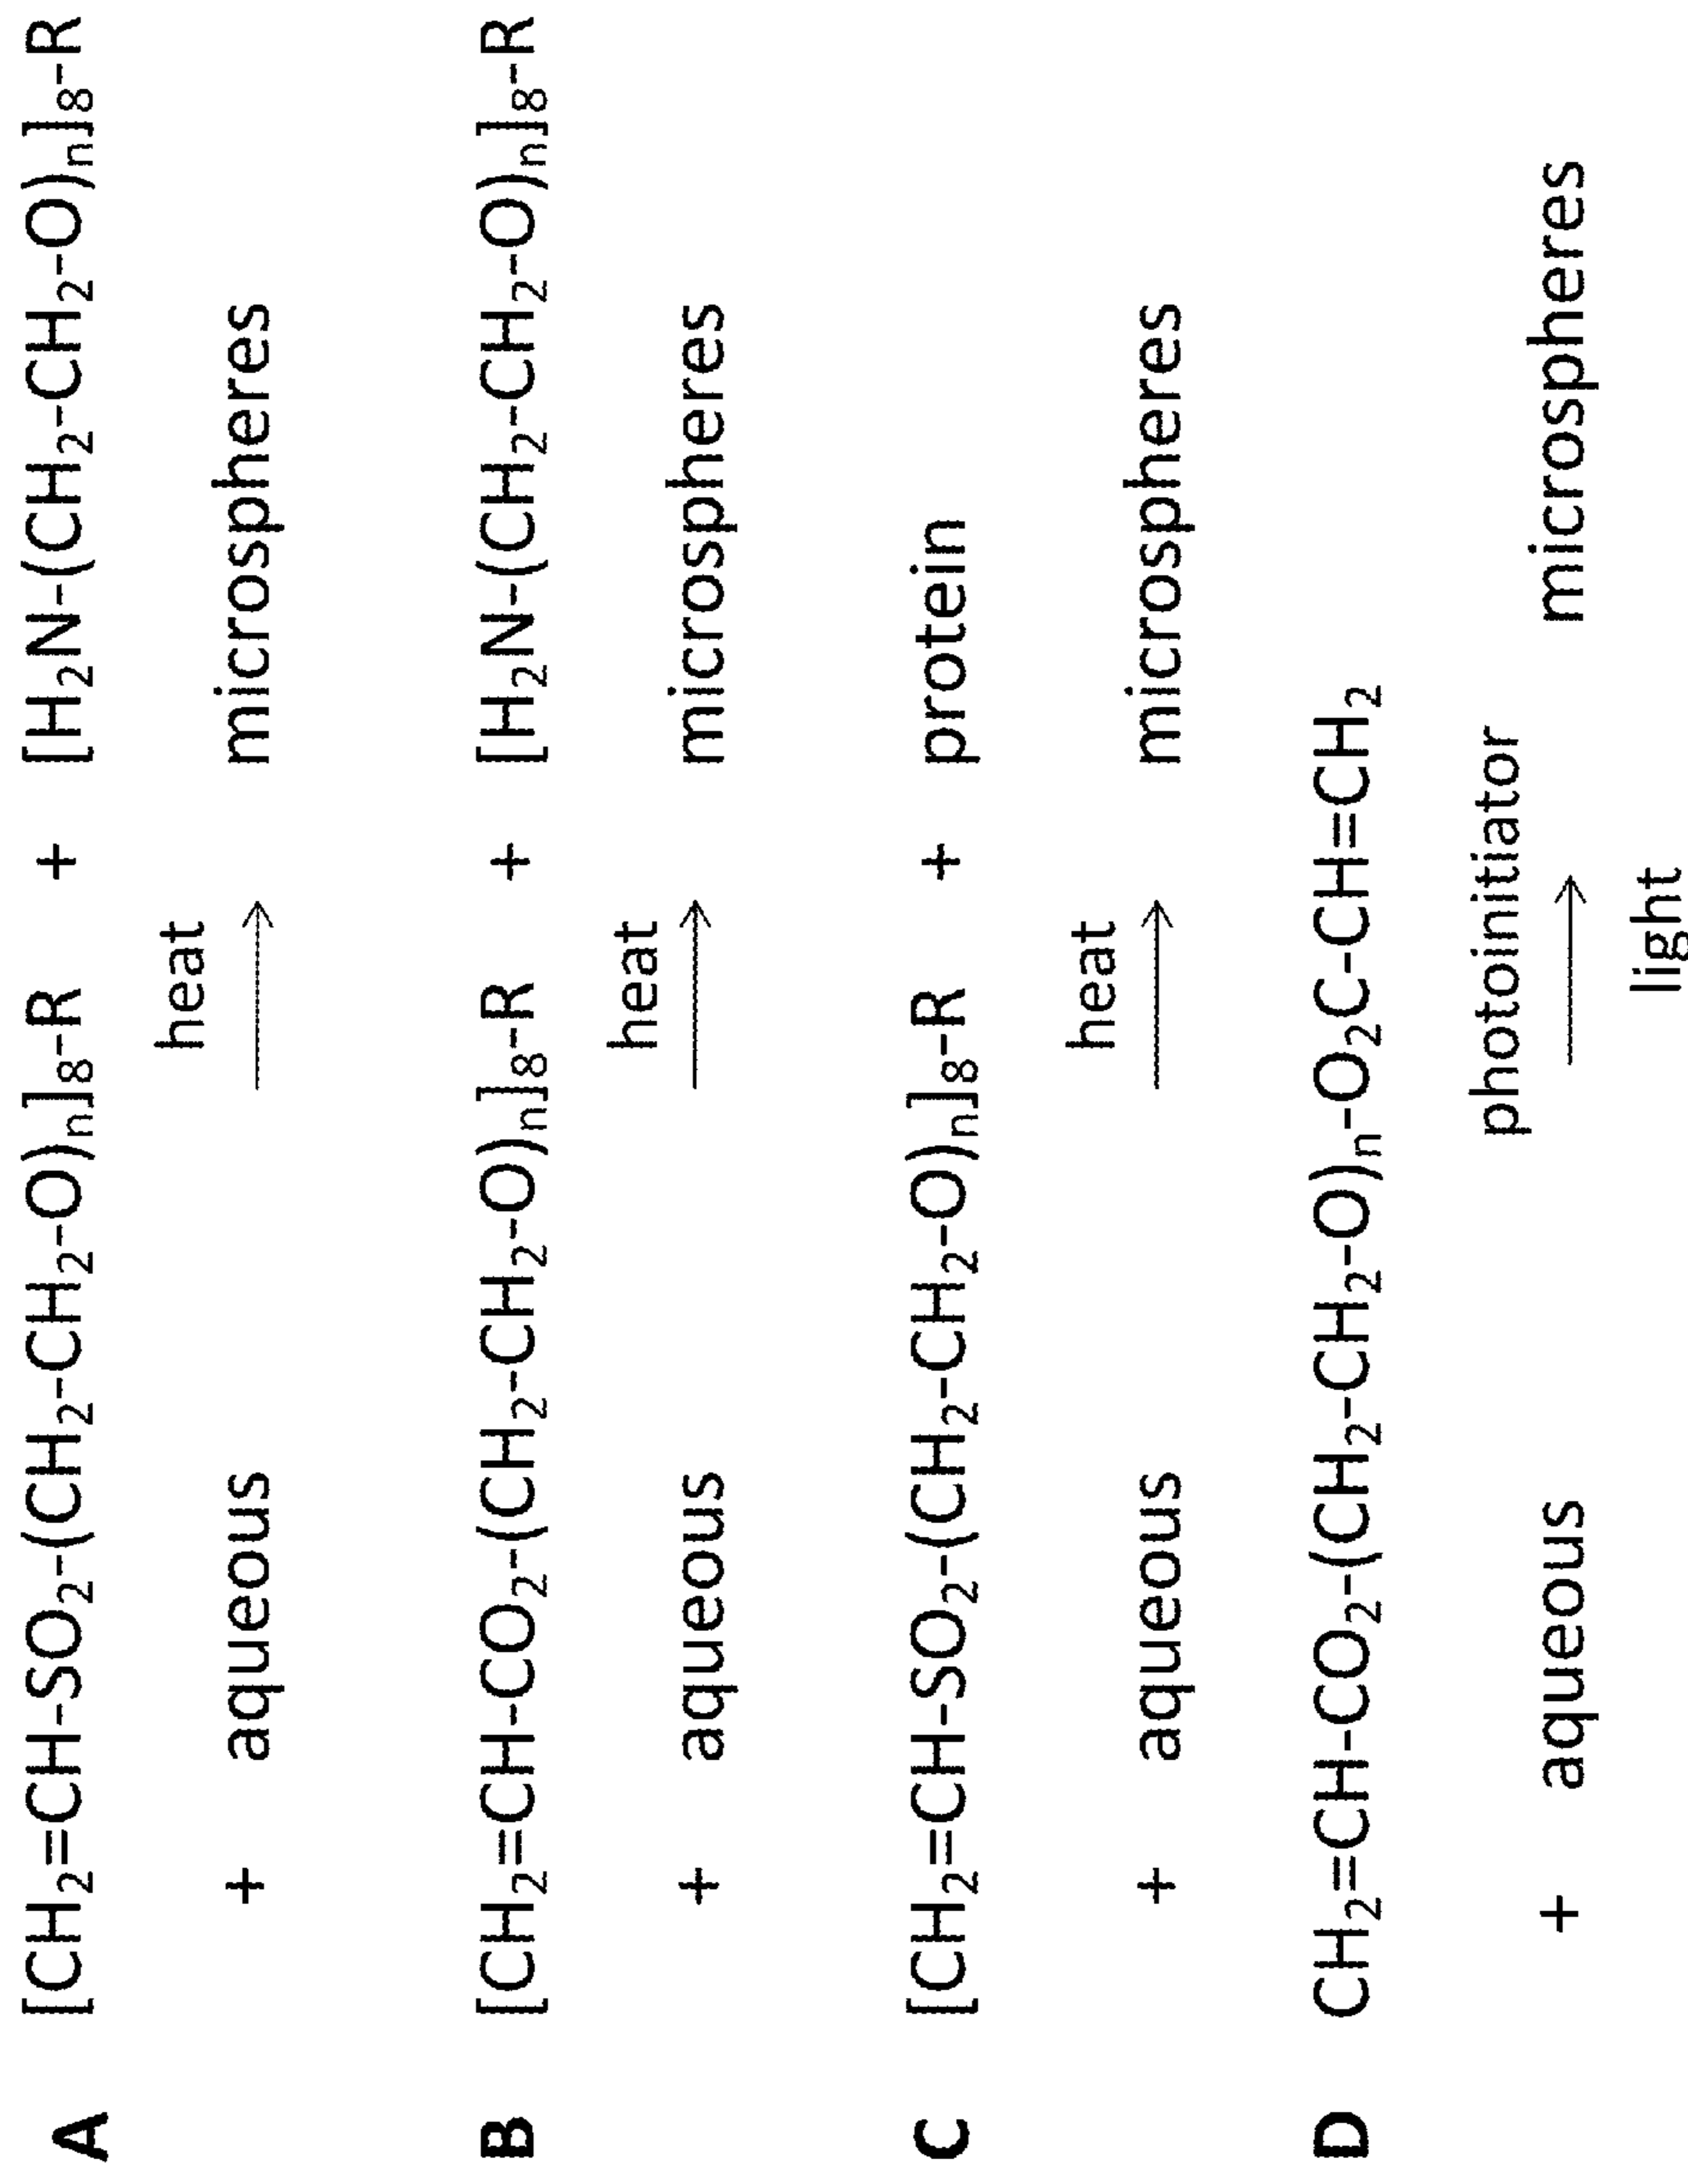 A [CH₂=CH-SO₂-(CH₂-CH₂-O)ₙ]₈-R + [H₂N-(CH₂-CH₂-O)ₙ]₈-R
heat
+ aqueous → microspheres
B [CH₂=CH-CO₂-(CH₂-CH₂-O)ₙ]₈-R + [H₂N-(CH₂-CH₂-O)ₙ]₈-R
heat
+ aqueous → microspheres
C [CH₂=CH-SO₂-(CH₂-CH₂-O)ₙ]₈-R + protein
heat
+ aqueous → microspheres
D CH₂=CH-CO₂-(CH₂-CH₂-O)ₙ-O₂C-CH=CH₂
photoinitiator
+ aqueous → microspheres
light